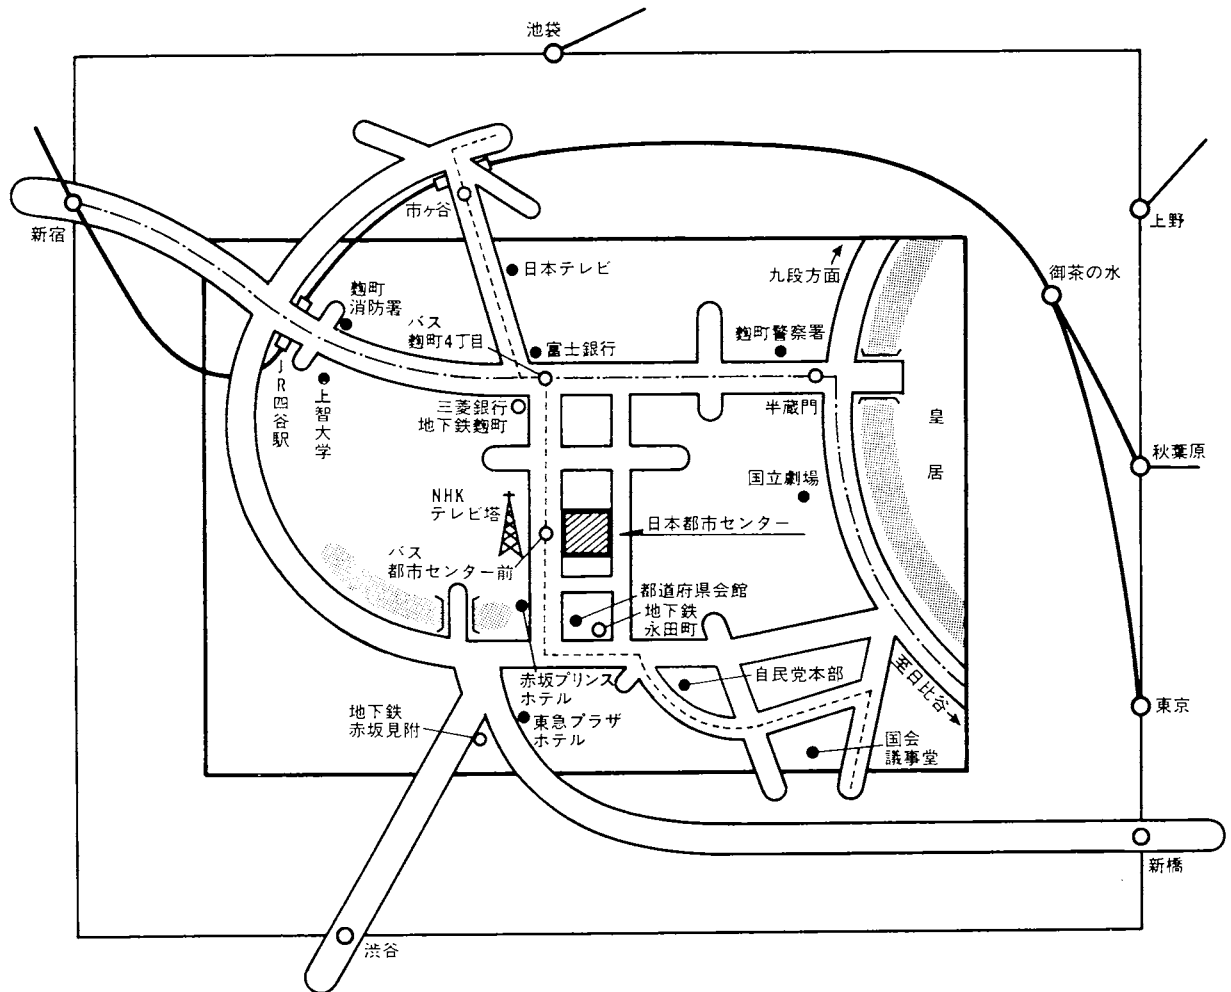 池袋
上野
新宿
市ヶ谷
御茶の水
日本テレビ
九段方面
麹町
消防署
バス
麹町4丁目
富士銀行
麹町警察署
JR四谷駅
上智大学
三菱銀行
地下鉄麹町
半蔵門
皇居
秋葉原
NHK
テレビ塔
国立劇場
日本都市センター
バス
都市センター前
都道府県会館
地下鉄
永田町
自民党本部
至日比谷
赤坂プリンス
ホテル
東急プラザ
ホテル
地下鉄
赤坂見附
国会
議事堂
東京
新橋
渋谷